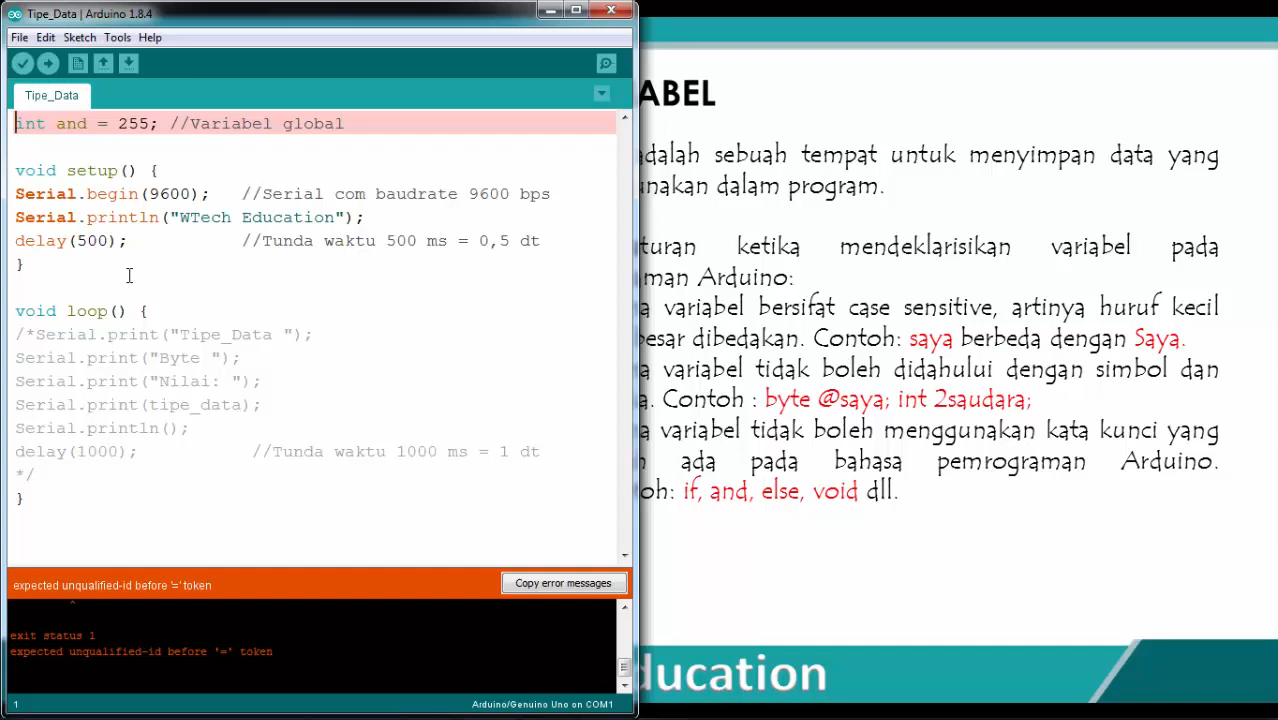 Tipe_Data | Arduino 1.8.4
File Edit Sketch Tools Help
Tipe_Data
int and = 255; //Variabel global
void setup() {
Serial.begin(9600); //Serial com baudrate 9600 bps
Serial.println("WTech Education");
delay(500); //Tunda waktu 500 ms = 0,5 dt
}
void loop() {
/*Serial.print("Tipe_Data ");
Serial.print("Byte ");
Serial.print("Nilai: ");
Serial.print(tipe_data);
Serial.println();
delay(1000); //Tunda waktu 1000 ms = 1 dt
*/
}
expected unqualified-id before '=' token
Copy error messages
^
exit status 1
expected unqualified-id before '=' token
1 Arduino/Genuino Uno on COM1
ABEL
adalah sebuah tempat untuk menyimpan data yang
unakan dalam program.
turan ketika mendeklarisikan variabel pada
man Arduino:
a variabel bersifat case sensitive, artinya huruf kecil
besar dibedakan. Contoh: saya berbeda dengan Saya.
a variabel tidak boleh didahului dengan simbol dan
a. Contoh : byte @saya; int 2saudara;
a variabel tidak boleh menggunakan kata kunci yang
h ada pada bahasa pemrograman Arduino.
oh: if, and, else, void dll.
ducation